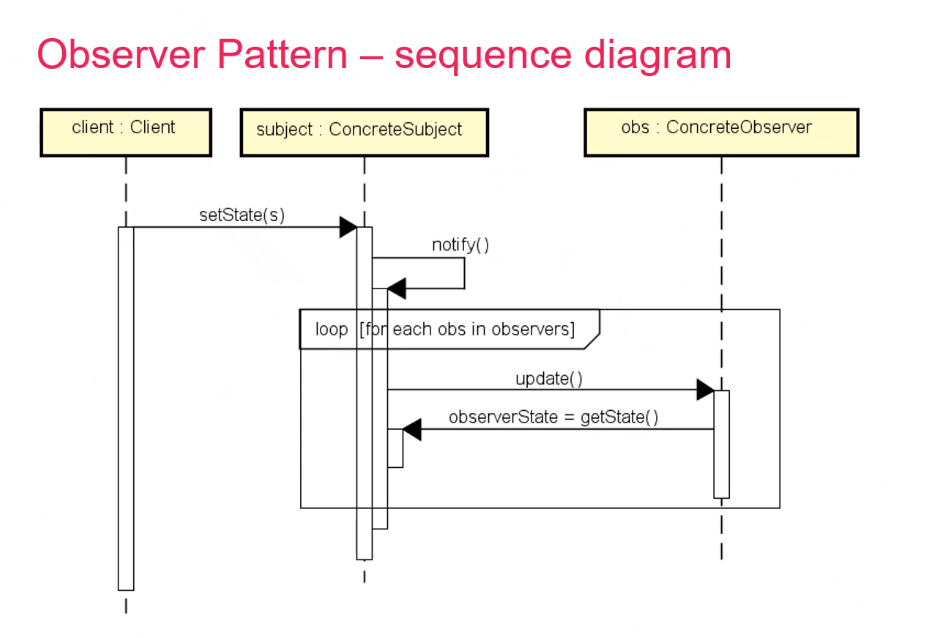 Observer Pattern – sequence diagram
client : Client
subject : ConcreteSubject
obs : ConcreteObserver
setState(s)
notify()
loop [for each obs in observers]
update()
observerState = getState()